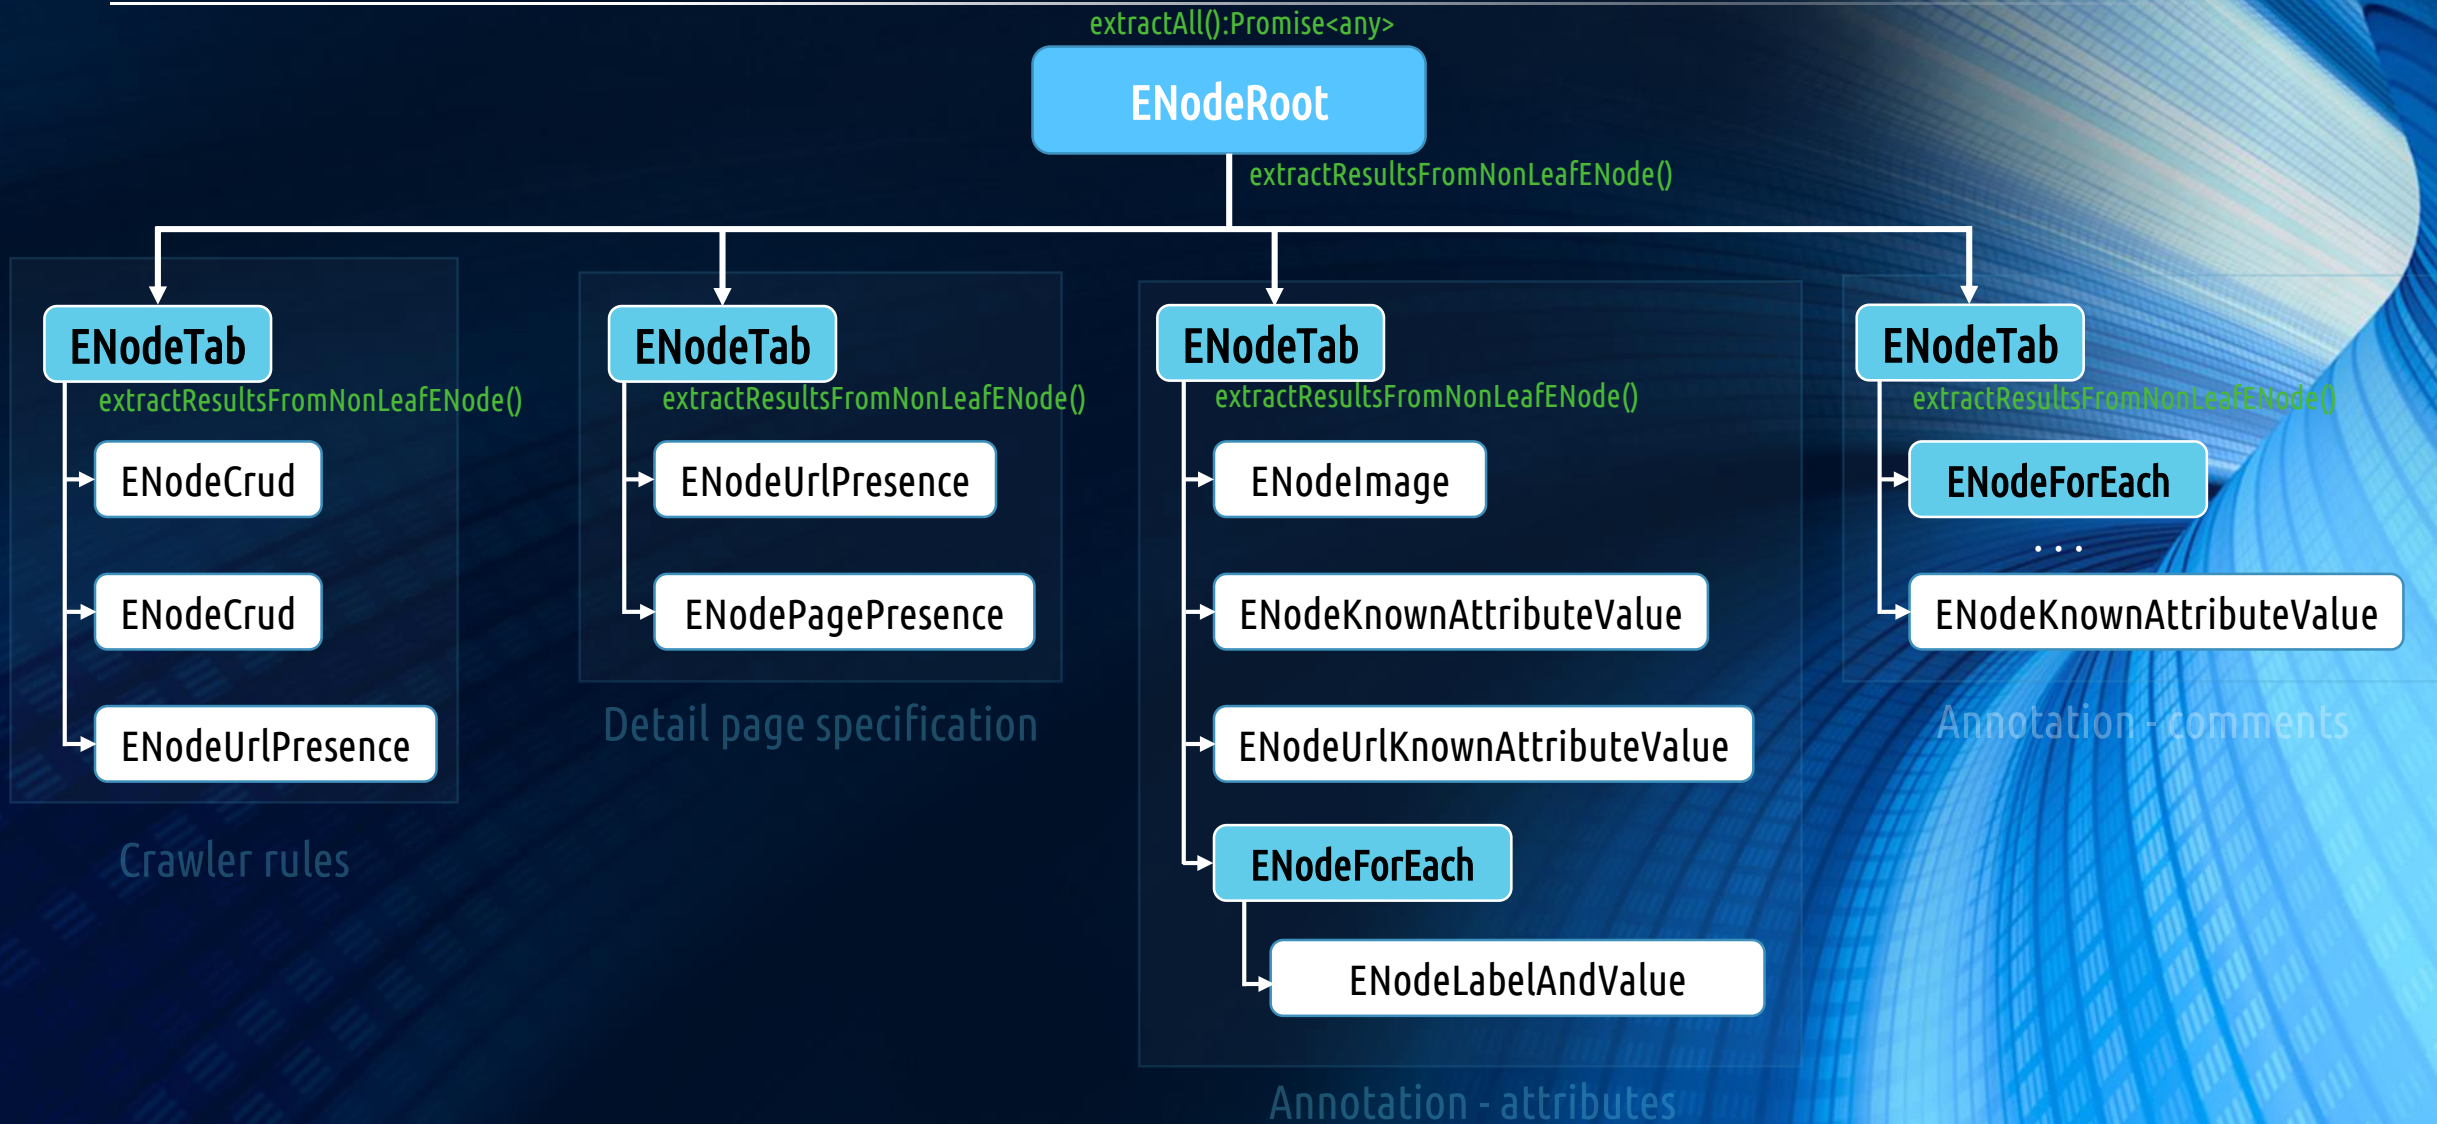 extractAll():Promise<any>
ENodeRoot
extractResultsFromNonLeafENode()
ENodeTab
extractResultsFromNonLeafENode()
ENodeCrud
ENodeCrud
ENodeUrlPresence
Crawler rules
ENodeTab
extractResultsFromNonLeafENode()
ENodeUrlPresence
ENodePagePresence
Detail page specification
ENodeTab
extractResultsFromNonLeafENode()
ENodeImage
ENodeKnownAttributeValue
ENodeUrlKnownAttributeValue
ENodeForEach
ENodeLabelAndValue
Annotation - attributes
ENodeTab
extractResultsFromNonLeafENode()
ENodeForEach
...
ENodeKnownAttributeValue
Annotation - comments